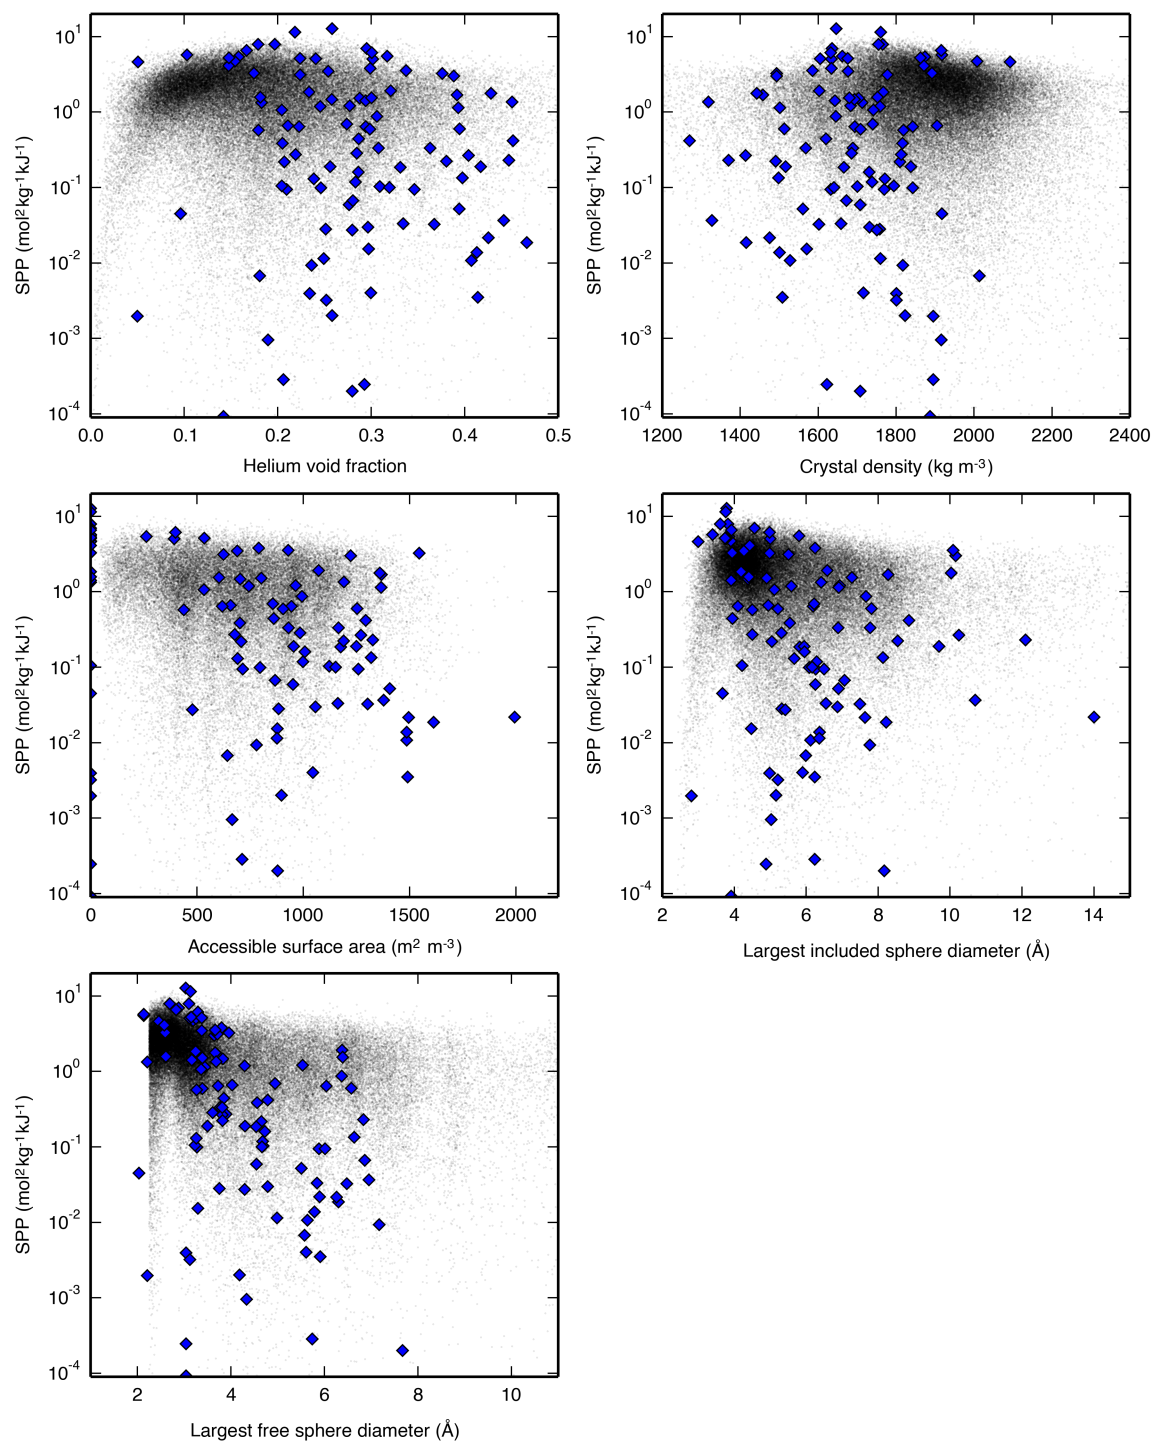 SPP (mol²kg⁻¹kJ⁻¹)
10¹
10⁰
10⁻¹
10⁻²
10⁻³
10⁻⁴
0.0 0.1 0.2 0.3 0.4 0.5
Helium void fraction
SPP (mol²kg⁻¹kJ⁻¹)
10¹
10⁰
10⁻¹
10⁻²
10⁻³
10⁻⁴
1200 1400 1600 1800 2000 2200 2400
Crystal density (kg m⁻³)
SPP (mol²kg⁻¹kJ⁻¹)
10¹
10⁰
10⁻¹
10⁻²
10⁻³
10⁻⁴
0 500 1000 1500 2000
Accessible surface area (m² m⁻³)
SPP (mol²kg⁻¹kJ⁻¹)
10¹
10⁰
10⁻¹
10⁻²
10⁻³
10⁻⁴
2 4 6 8 10 12 14
Largest included sphere diameter (Å)
SPP (mol²kg⁻¹kJ⁻¹)
10¹
10⁰
10⁻¹
10⁻²
10⁻³
10⁻⁴
2 4 6 8 10
Largest free sphere diameter (Å)